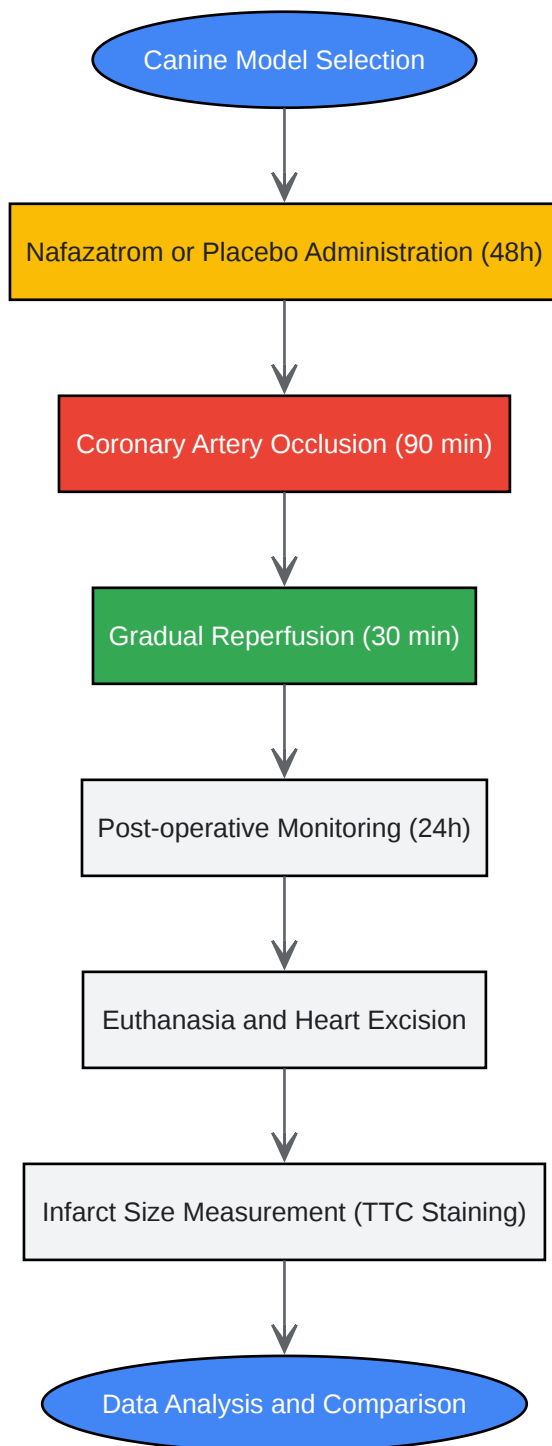 Canine Model Selection
Nafazatrom or Placebo Administration (48h)
Coronary Artery Occlusion (90 min)
Gradual Reperfusion (30 min)
Post-operative Monitoring (24h)
Euthanasia and Heart Excision
Infarct Size Measurement (TTC Staining)
Data Analysis and Comparison